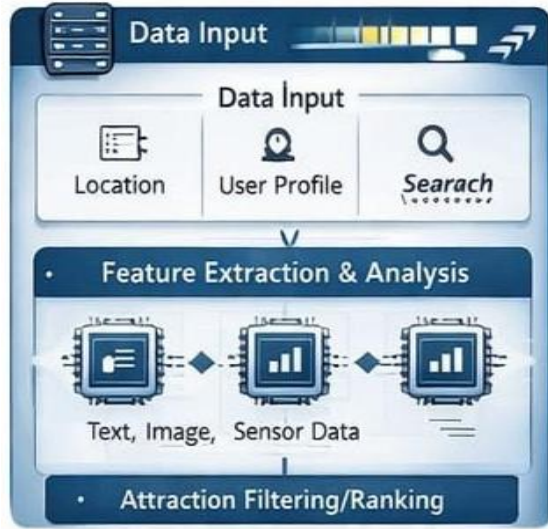 Data Input
Data İnput
Location
User Profile
Searach
Feature Extraction & Analysis
Text, Image, Sensor Data
Attraction Filtering/Ranking